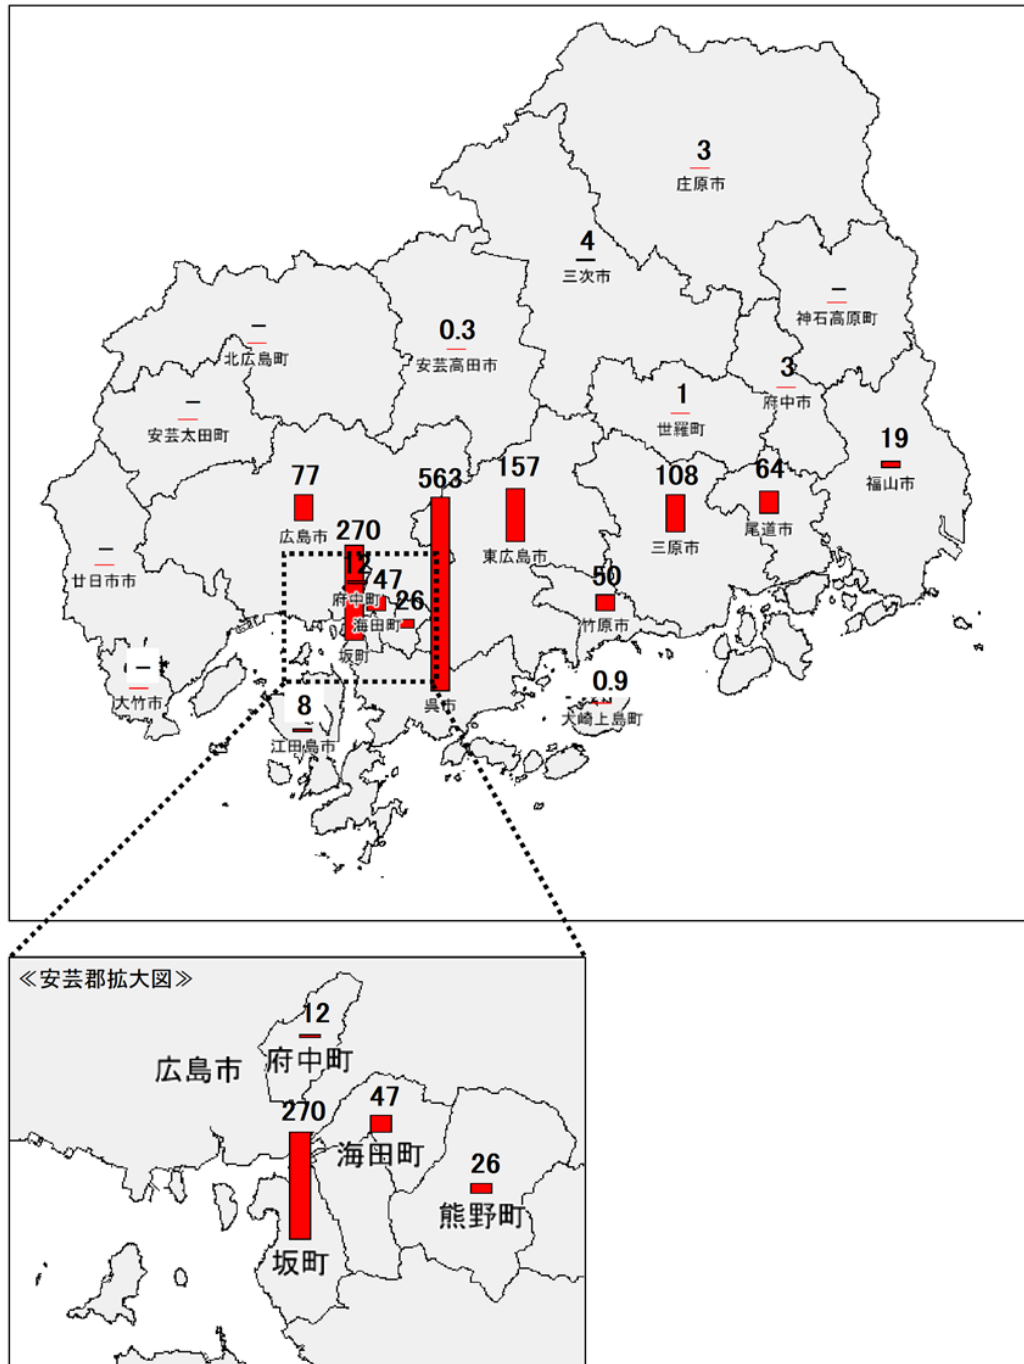 3
庄原市
4
三次市
－
神石高原町
－
北広島町
0.3
安芸高田市
3
府中市
1
世羅町
－
安芸太田町
19
福山市
77
広島市
563
呉市
157
東広島市
108
三原市
64
尾道市
270
坂町
12
府中町
47
海田町
26
50
竹原市
－
廿日市市
－
大竹市
8
江田島市
0.9
大崎上島町
≪安芸郡拡大図≫
12
府中町
広島市
47
海田町
270
坂町
26
熊野町